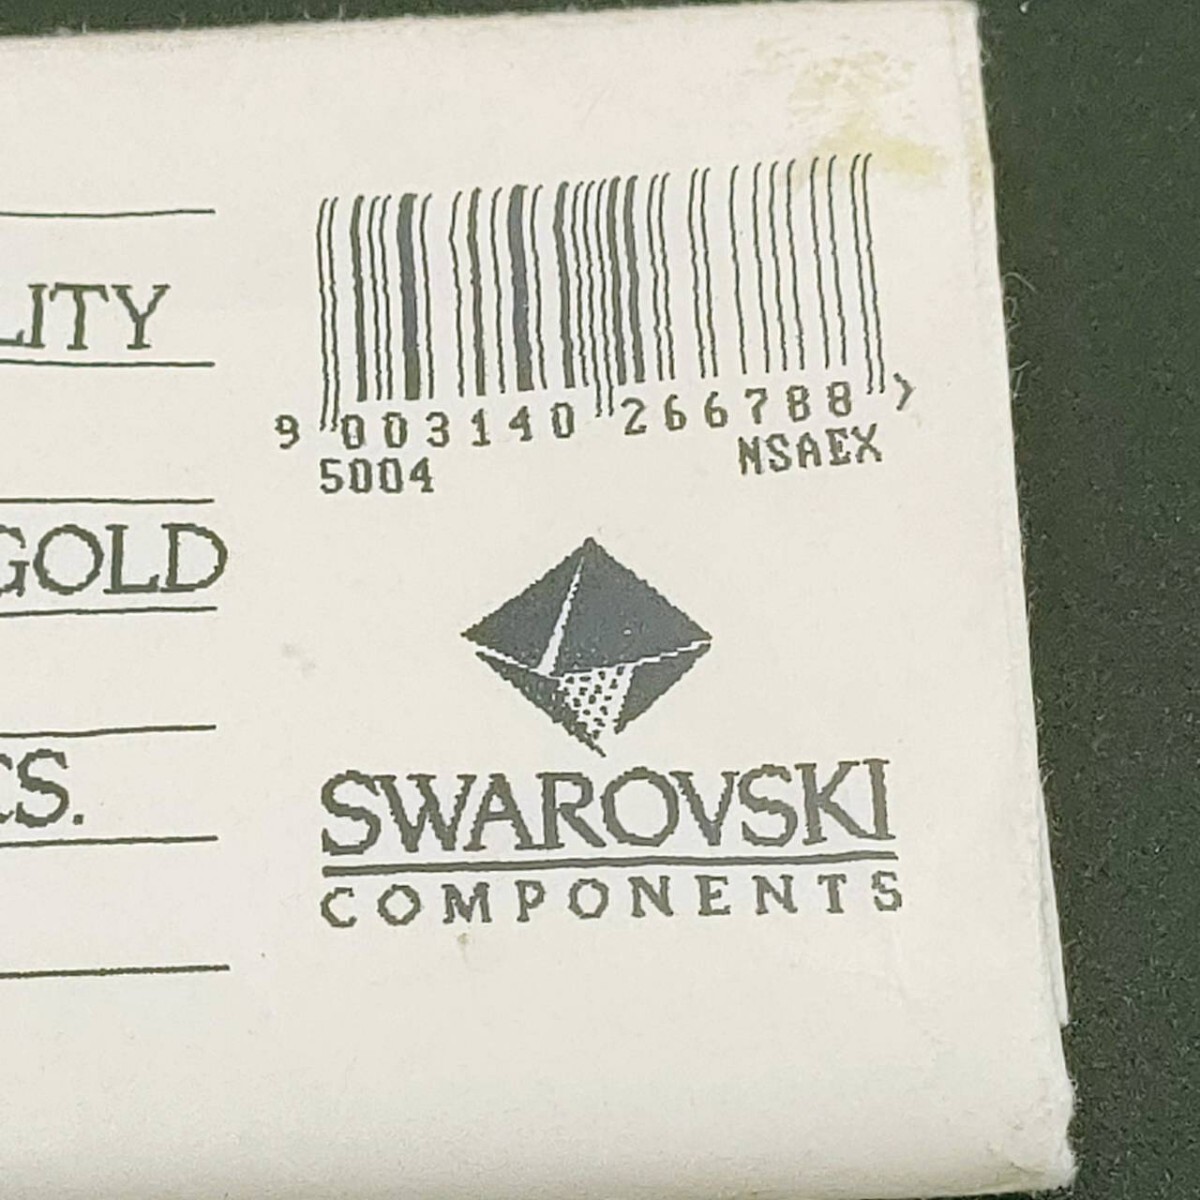 LITY
GOLD
CS.
9 003140 266788 >
5004 NSAEX
SWAROVSKI
COMPONENTS